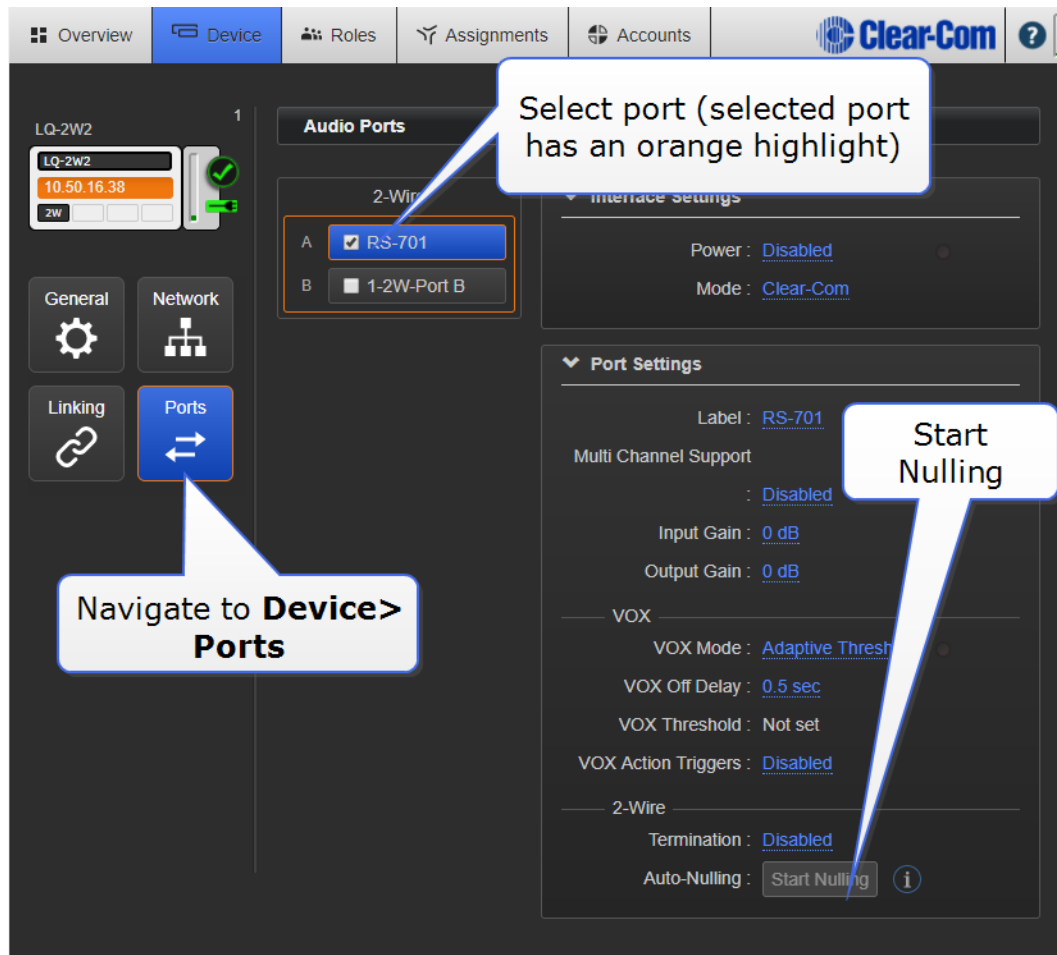 Overview
Device
Roles
Assignments
Accounts
Clear-Com
?
LQ-2W2
1
LQ-2W2
10.50.16.38
2W
General
Network
Linking
Ports
Navigate to Device>
Ports
Audio Ports
Select port (selected port
has an orange highlight)
A RS-701
B 1-2W-Port B
Interface Settings
Power : Disabled
Mode : Clear-Com
Port Settings
Label : RS-701
Multi Channel Support
: Disabled
Input Gain : 0 dB
Output Gain : 0 dB
VOX
VOX Mode : Adaptive
VOX Off Delay : 0.5 sec
VOX Threshold : Not set
VOX Action Triggers : Disabled
2-Wire
Termination : Disabled
Auto-Nulling : Start Nulling
i
Start
Nulling